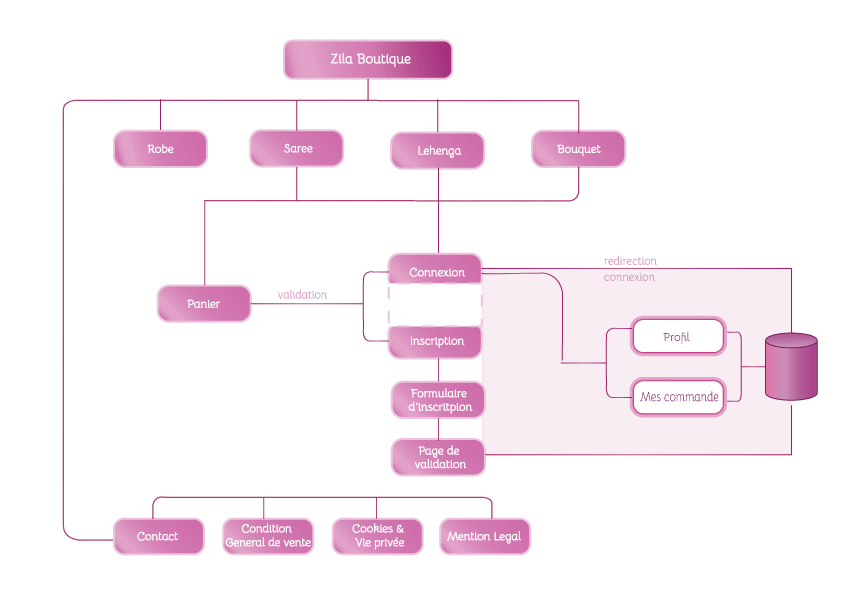 Zila Boutique
Robe
Saree
Lehenga
Bouquet
redirection
connexion
Connexion
Panier
validation
Inscription
Profil
Mes commande
Formulaire
d'inscritpion
Page de
validation
Contact
Condition
General de vente
Cookies &
Vie privée
Mention Legal